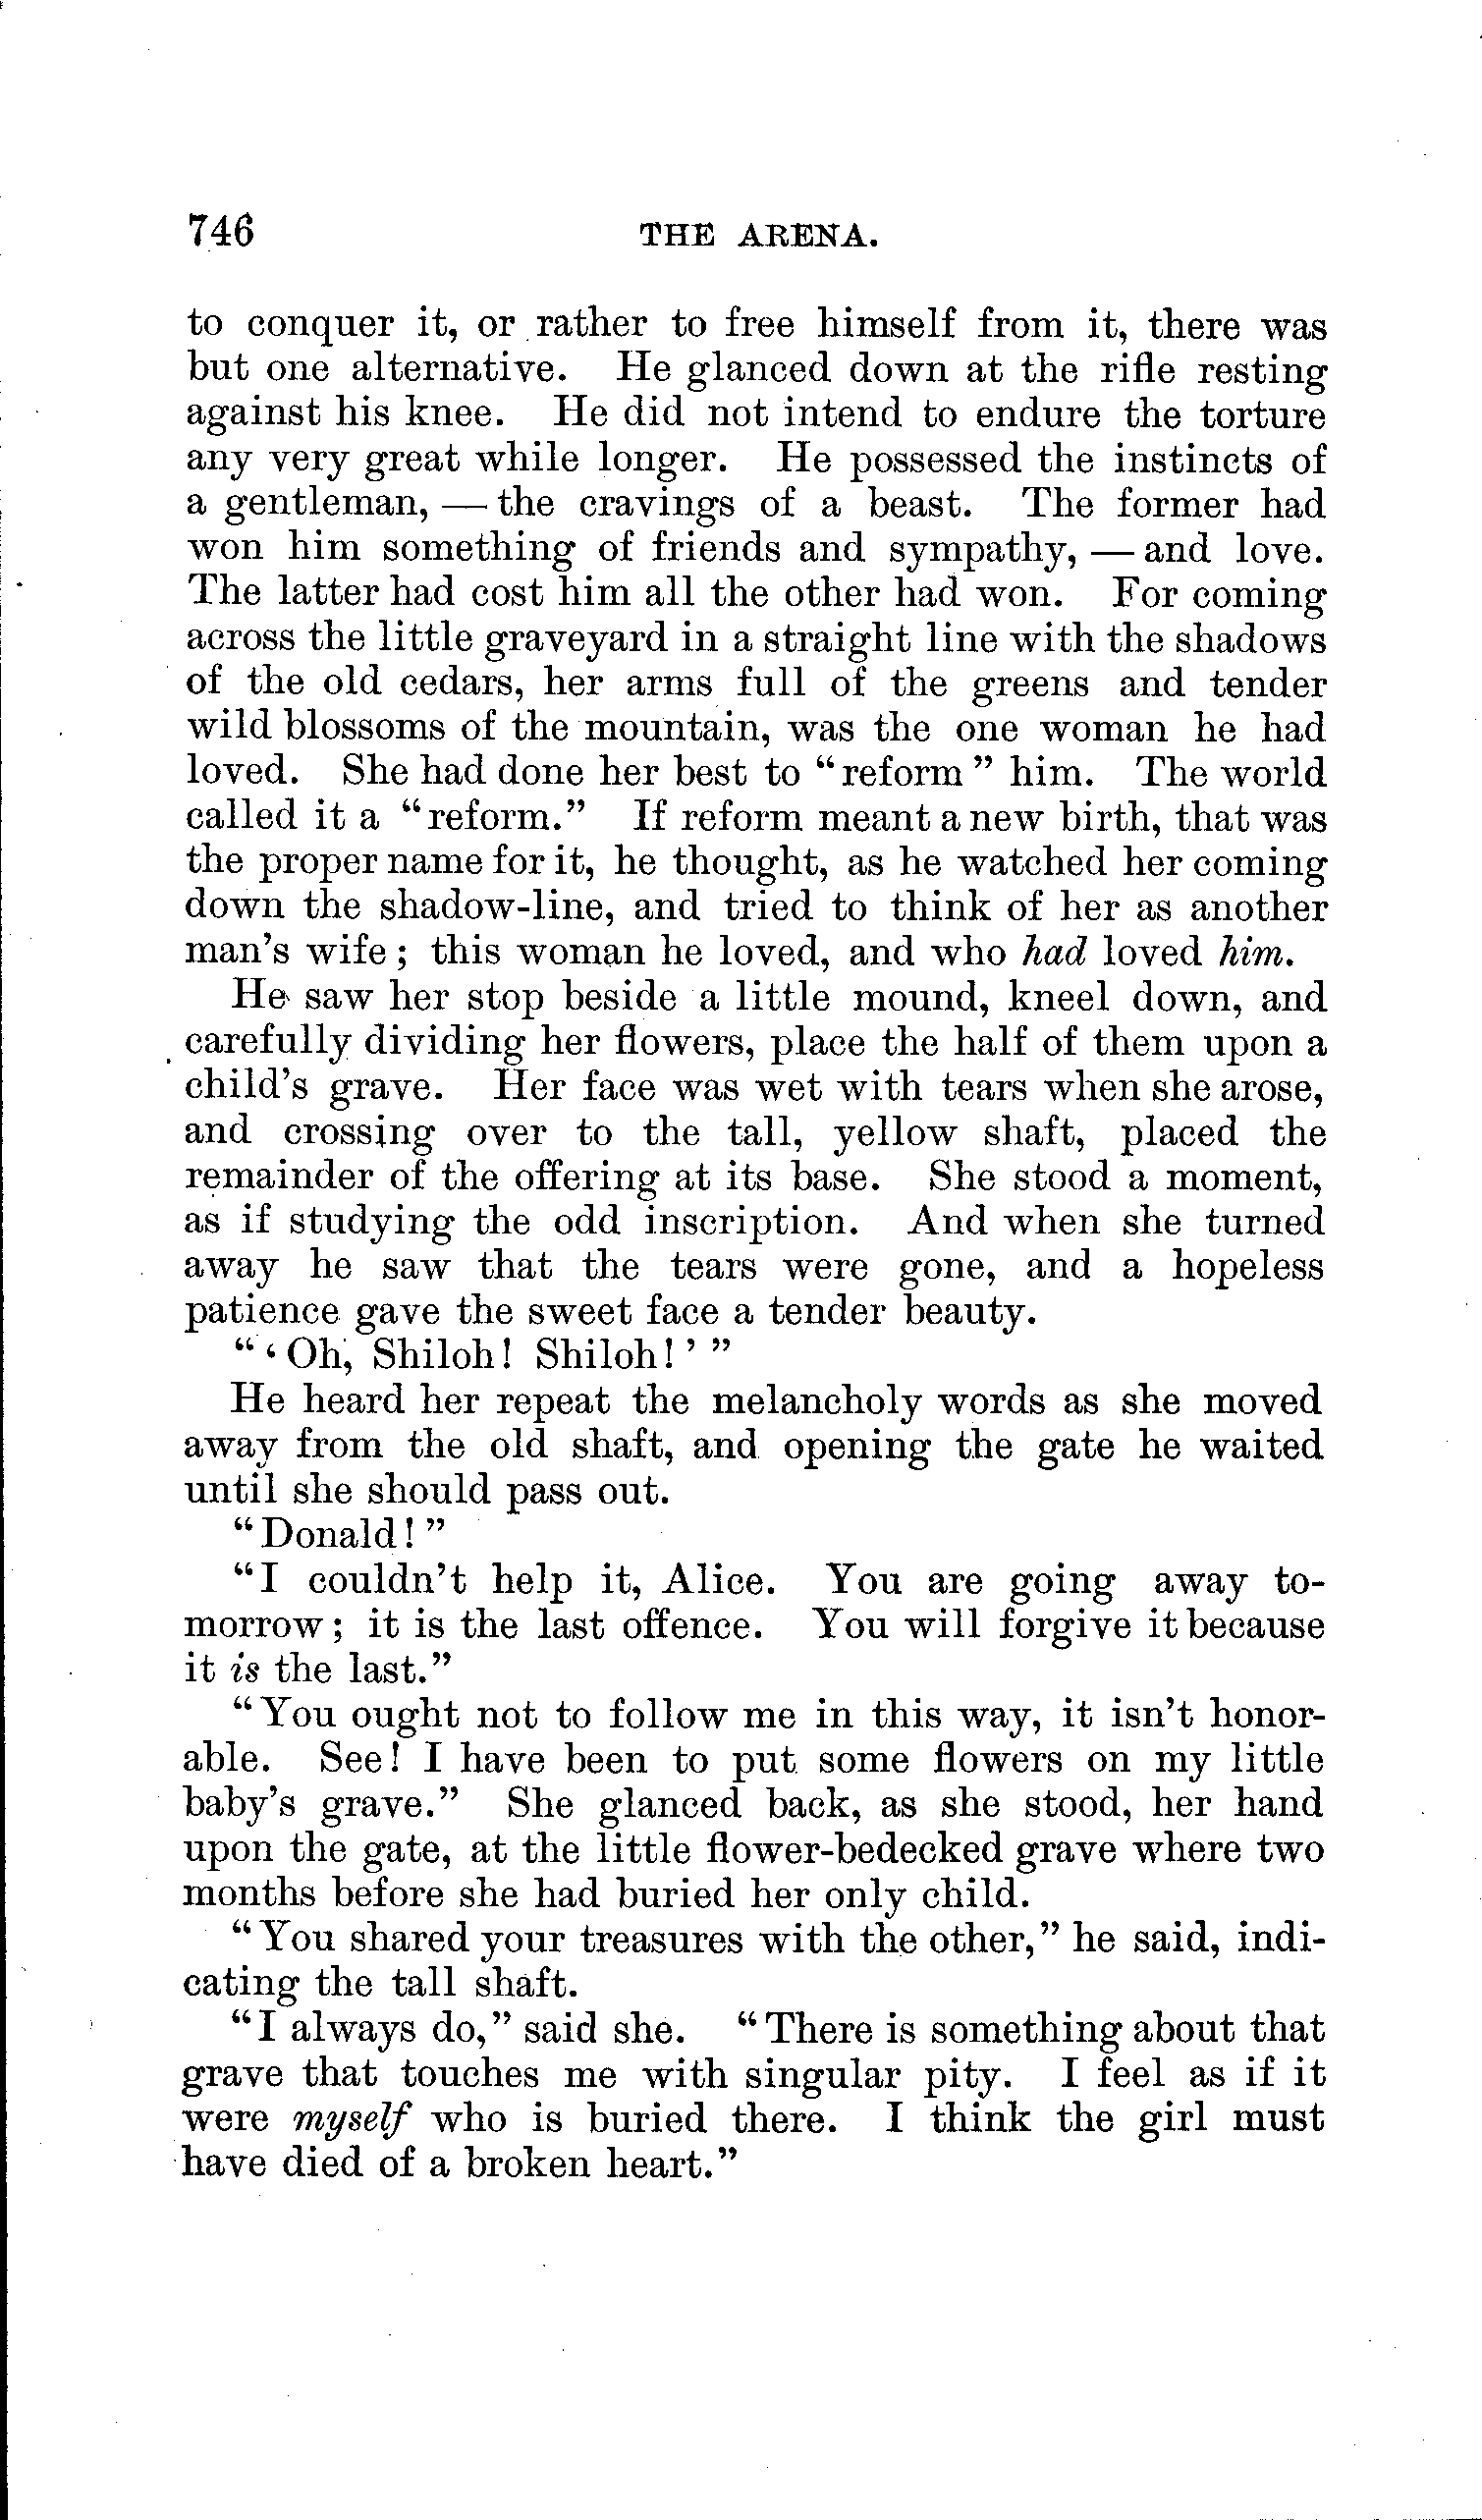 746 THE ARENA.
to conquer it, or rather to free himself from it, there was
but one alternative. He glanced down at the rifle resting
against his knee. He did not intend to endure the torture
any very great while longer. He possessed the instincts of
a gentleman, — the cravings of a beast. The former had
won him something of friends and sympathy, — and love.
The latter had cost him all the other had won. For coming
across the little graveyard in a straight line with the shadows
of the old cedars, her arms full of the greens and tender
wild blossoms of the mountain, was the one woman he had
loved. She had done her best to "reform" him. The world
called it a "reform." If reform meant a new birth, that was
the proper name for it, he thought, as he watched her coming
down the shadow-line, and tried to think of her as another
man's wife; this woman he loved, and who had loved him.
He saw her stop beside a little mound, kneel down, and
carefully dividing her flowers, place the half of them upon a
child's grave. Her face was wet with tears when she arose,
and crossing over to the tall, yellow shaft, placed the
remainder of the offering at its base. She stood a moment,
as if studying the odd inscription. And when she turned
away he saw that the tears were gone, and a hopeless
patience gave the sweet face a tender beauty.
"'Oh, Shiloh! Shiloh!'"
He heard her repeat the melancholy words as she moved
away from the old shaft, and opening the gate he waited
until she should pass out.
"Donald!"
"I couldn't help it, Alice. You are going away to-
morrow; it is the last offence. You will forgive it because
it is the last."
"You ought not to follow me in this way, it isn't honor-
able. See! I have been to put some flowers on my little
baby's grave." She glanced back, as she stood, her hand
upon the gate, at the little flower-bedecked grave where two
months before she had buried her only child.
"You shared your treasures with the other," he said, indi-
cating the tall shaft.
"I always do," said she. "There is something about that
grave that touches me with singular pity. I feel as if it
were myself who is buried there. I think the girl must
have died of a broken heart."